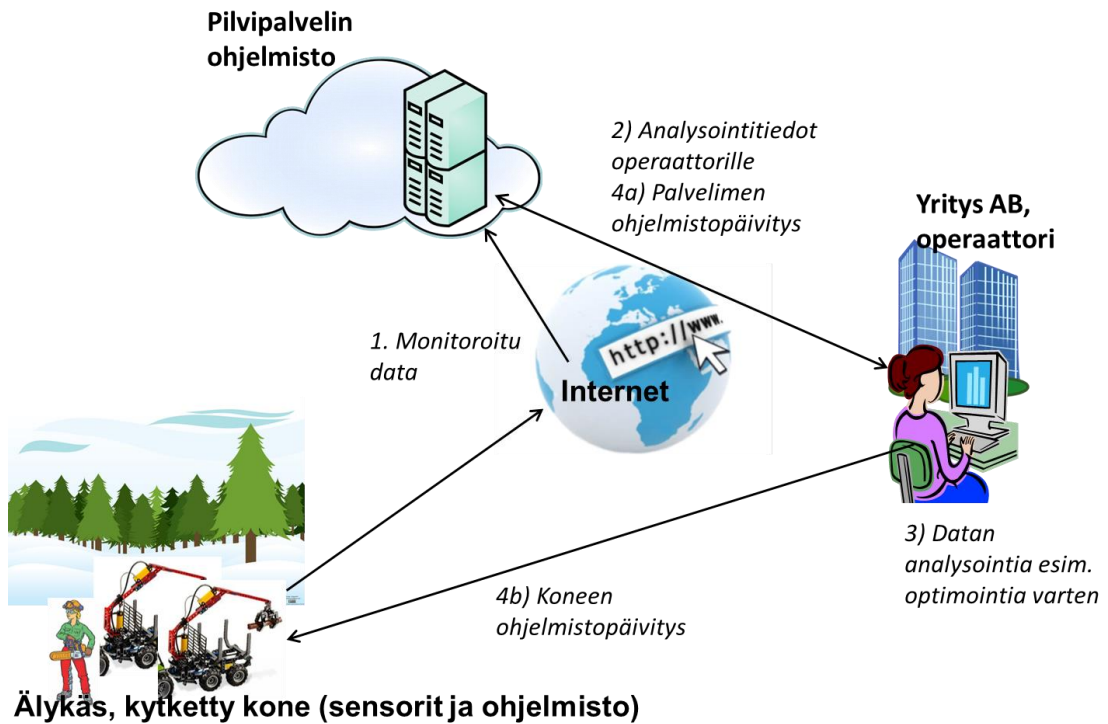 Pilvipalvelin
ohjelmisto
2) Analysointitiedot
operaattorille
4a) Palvelimen
ohjelmistopäivitys
Yritys AB,
operaattori
1. Monitoroitu
data
http://www.
Internet
3) Datan
analysointia esim.
optimointia varten
4b) Koneen
ohjelmistopäivitys
Älykäs, kytketty kone (sensorit ja ohjelmisto)